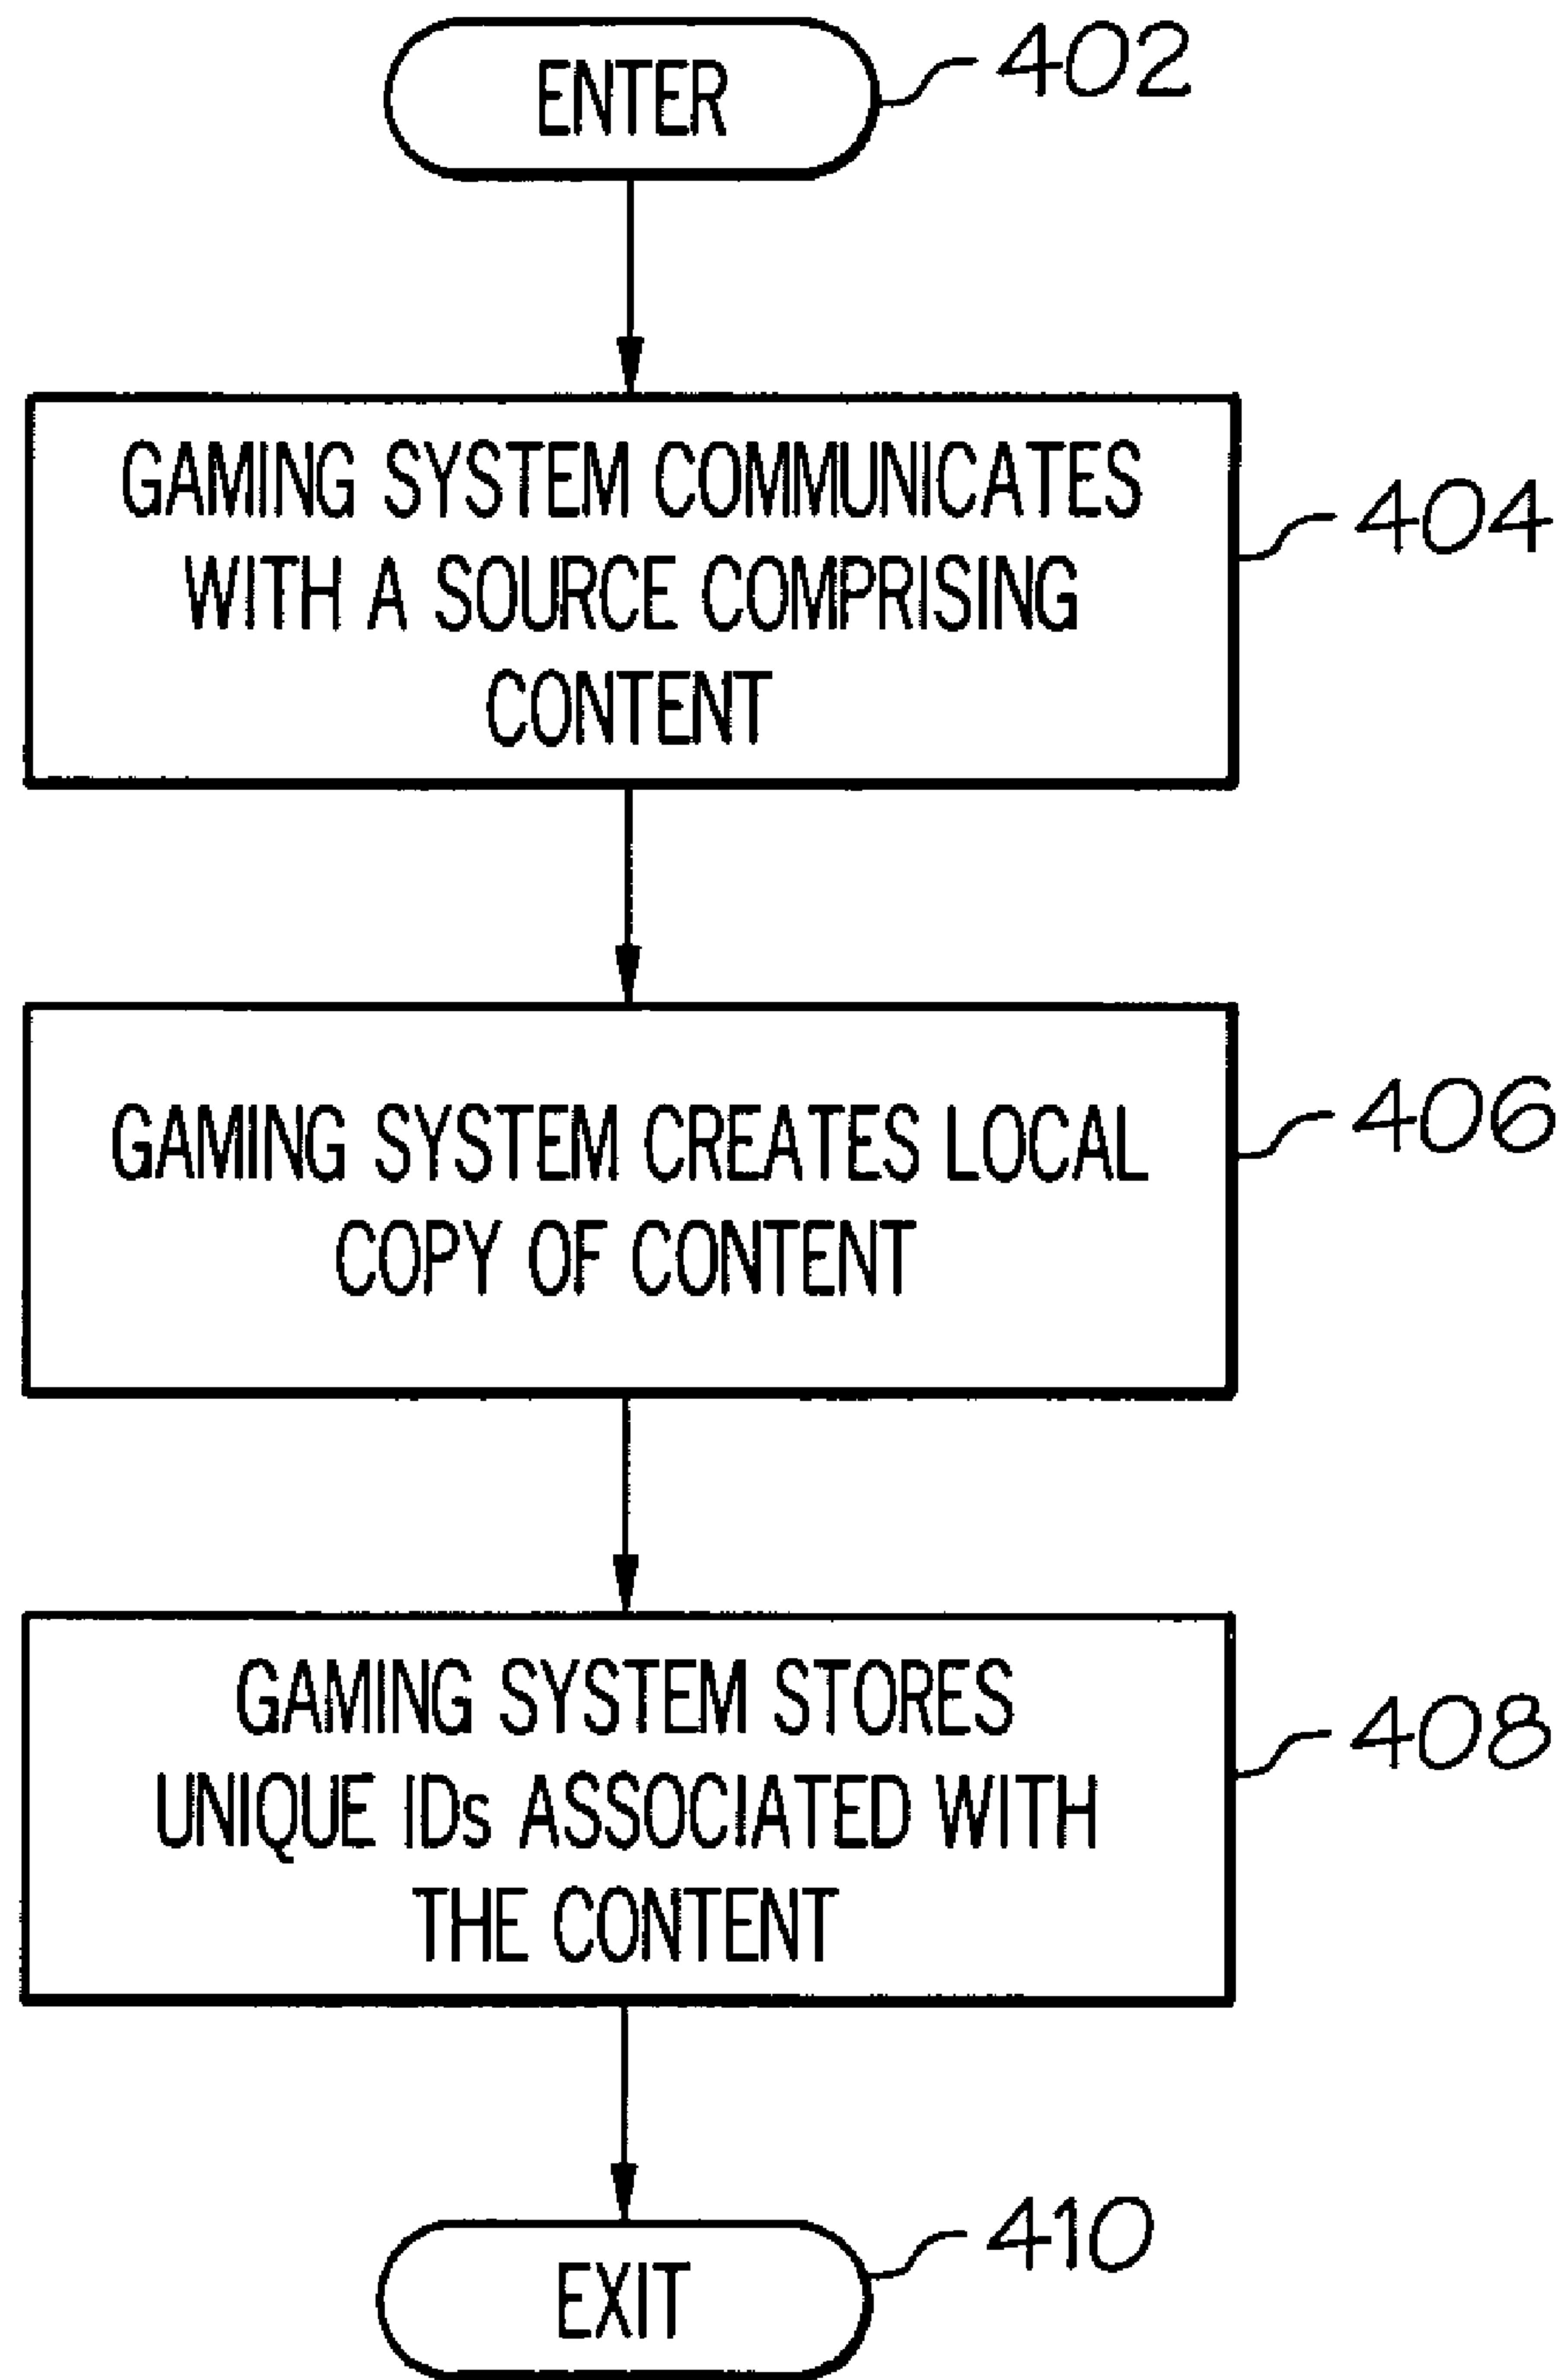 ENTER
402
GAMING SYSTEM COMMUNICATES
WITH A SOURCE COMPRISING
CONTENT
404
GAMING SYSTEM CREATES LOCAL
COPY OF CONTENT
406
GAMING SYSTEM STORES
UNIQUE IDs ASSOCIATED WITH
THE CONTENT
408
EXIT
410